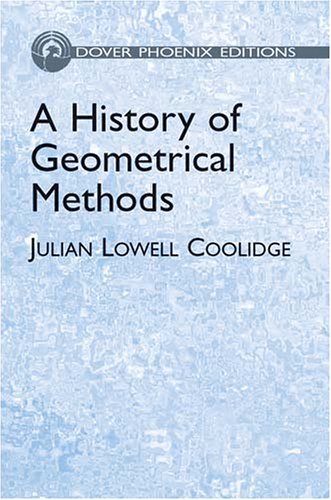 DOVER PHOENIX EDITIONS
A History of
Geometrical
Methods
JULIAN LOWELL COOLIDGE